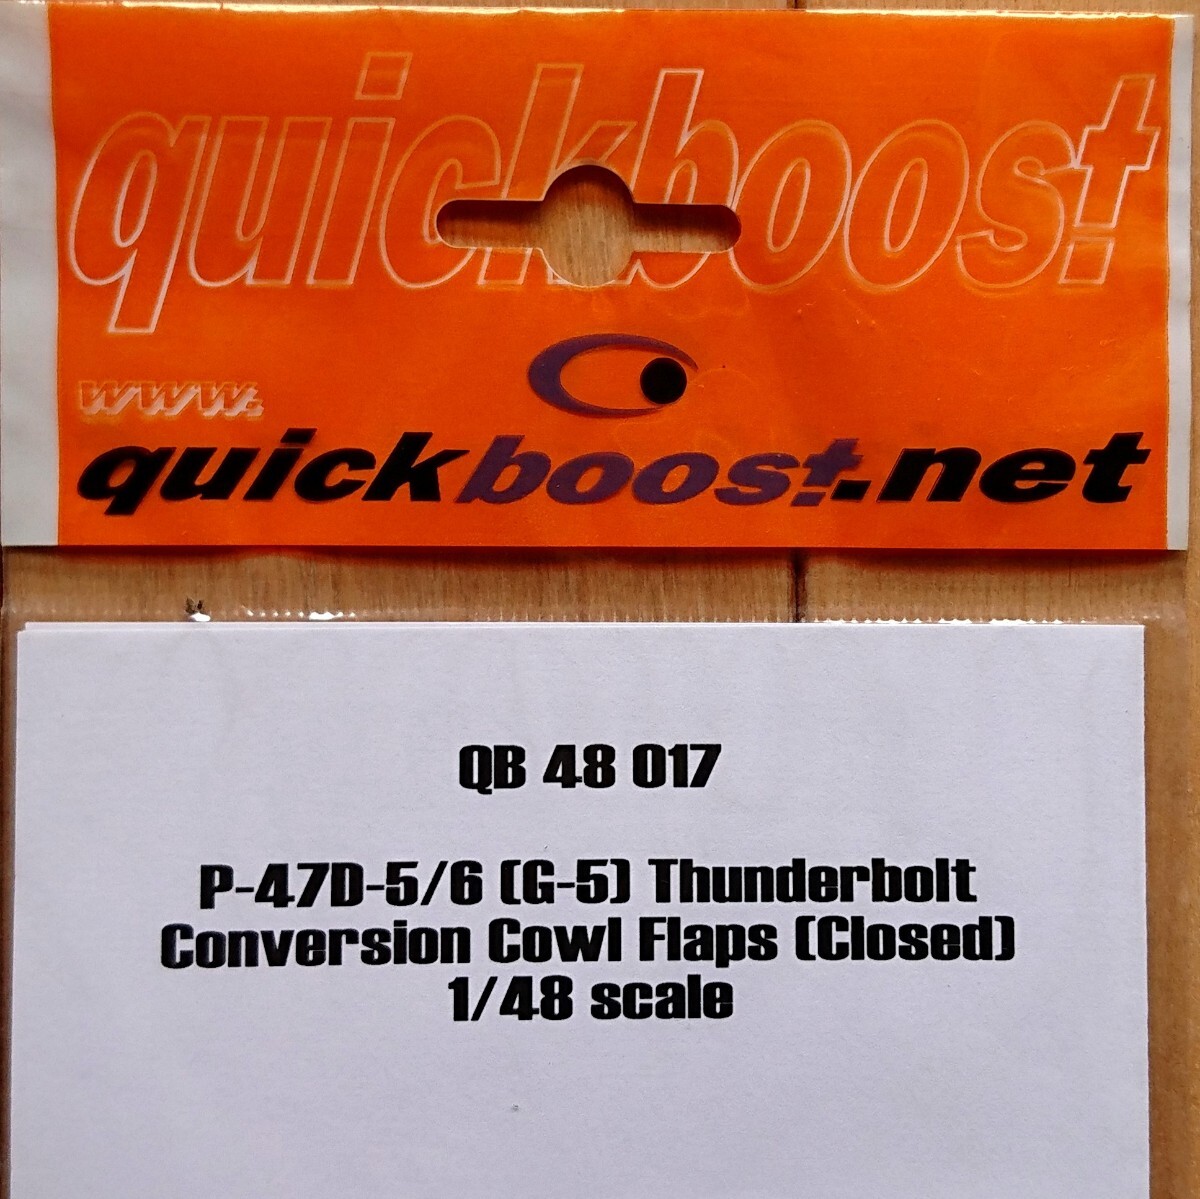 quickboost
www.
quickboost.net
QB 48 017
P-47D-5/6 (G-5) Thunderbolt
Conversion Cowl Flaps (Closed)
1/48 scale